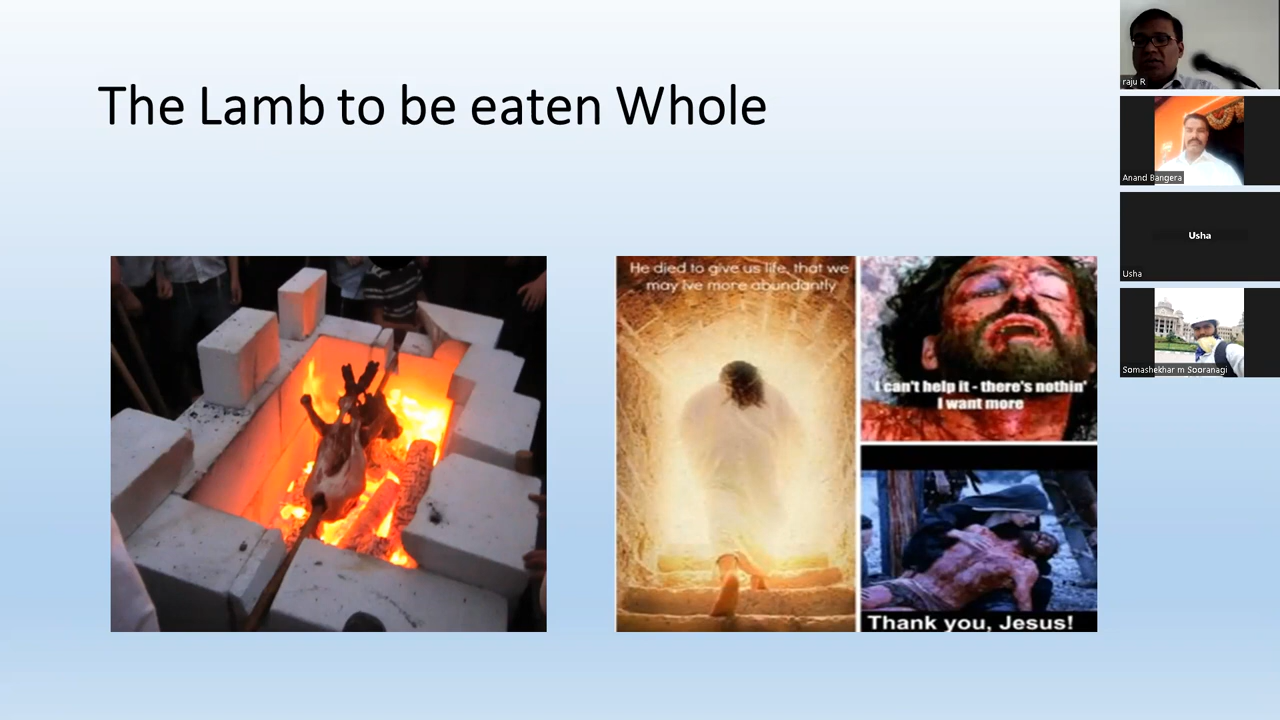 The Lamb to be eaten Whole
He died to give us life, that we
may ive more abundantly
I can't help it - there's nothin'
I want more
Thank you, Jesus!
raju R
Anand Bangera
Usha
Usha
Somashekhar m Sooranagi